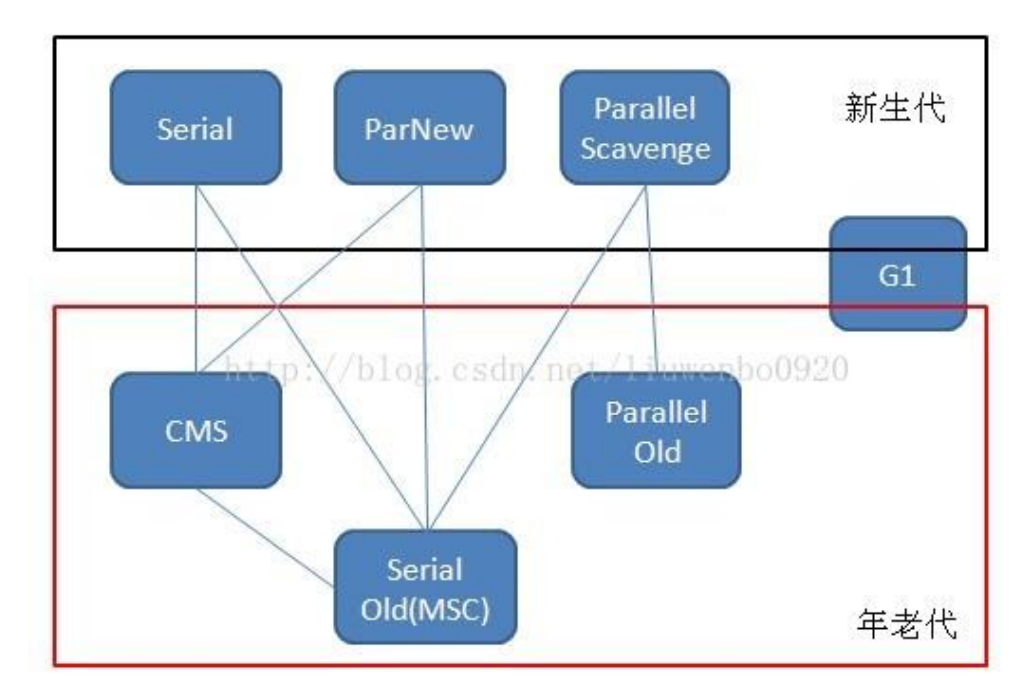 Serial
ParNew
Parallel
Scavenge
新生代
G1
http://blog.csdn.net/liuwenbo0920
CMS
Parallel
Old
Serial
Old(MSC)
年老代